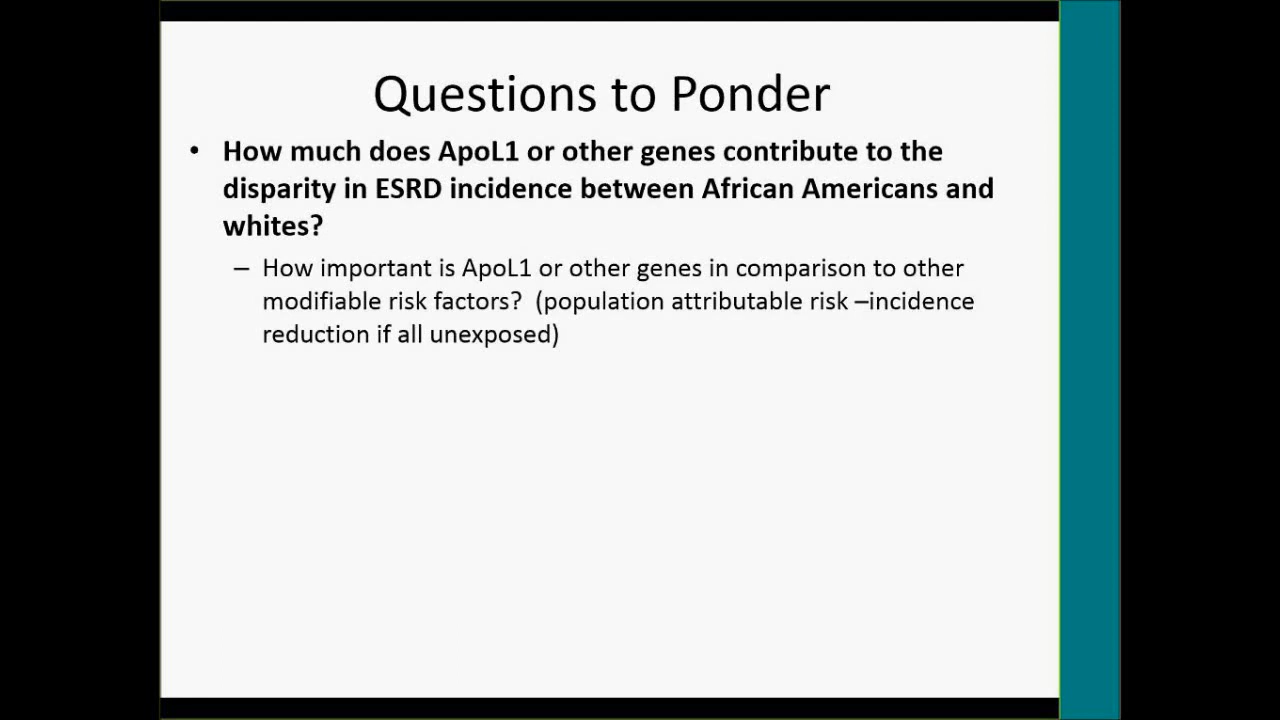 Questions to Ponder
• How much does ApoL1 or other genes contribute to the
disparity in ESRD incidence between African Americans and
whites?
– How important is ApoL1 or other genes in comparison to other
modifiable risk factors?  (population attributable risk –incidence
reduction if all unexposed)